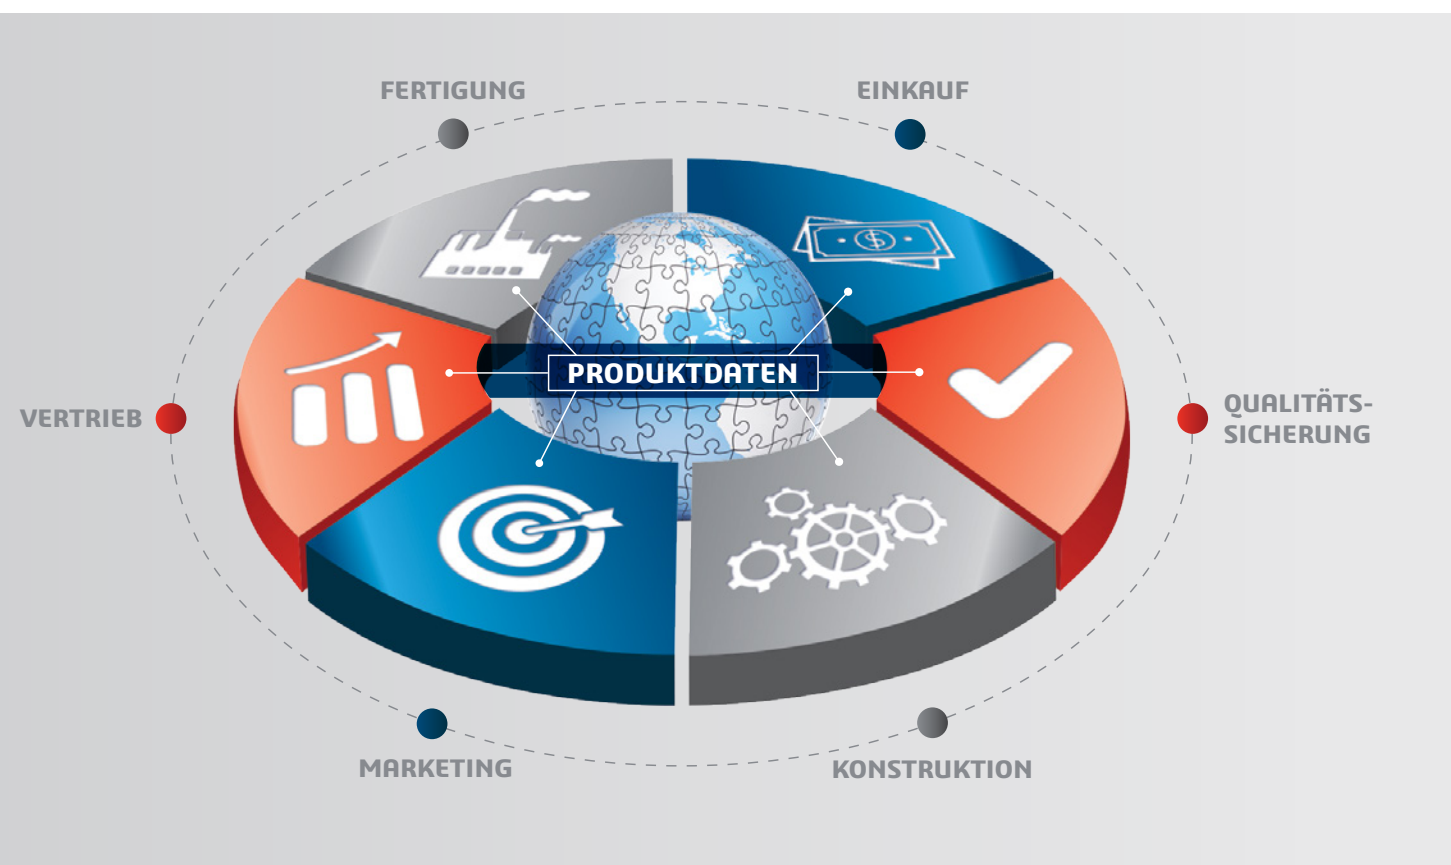 FERTIGUNG
EINKAUF
PRODUKTDATEN
VERTRIEB
QUALITÄTS-
SICHERUNG
MARKETING
KONSTRUKTION